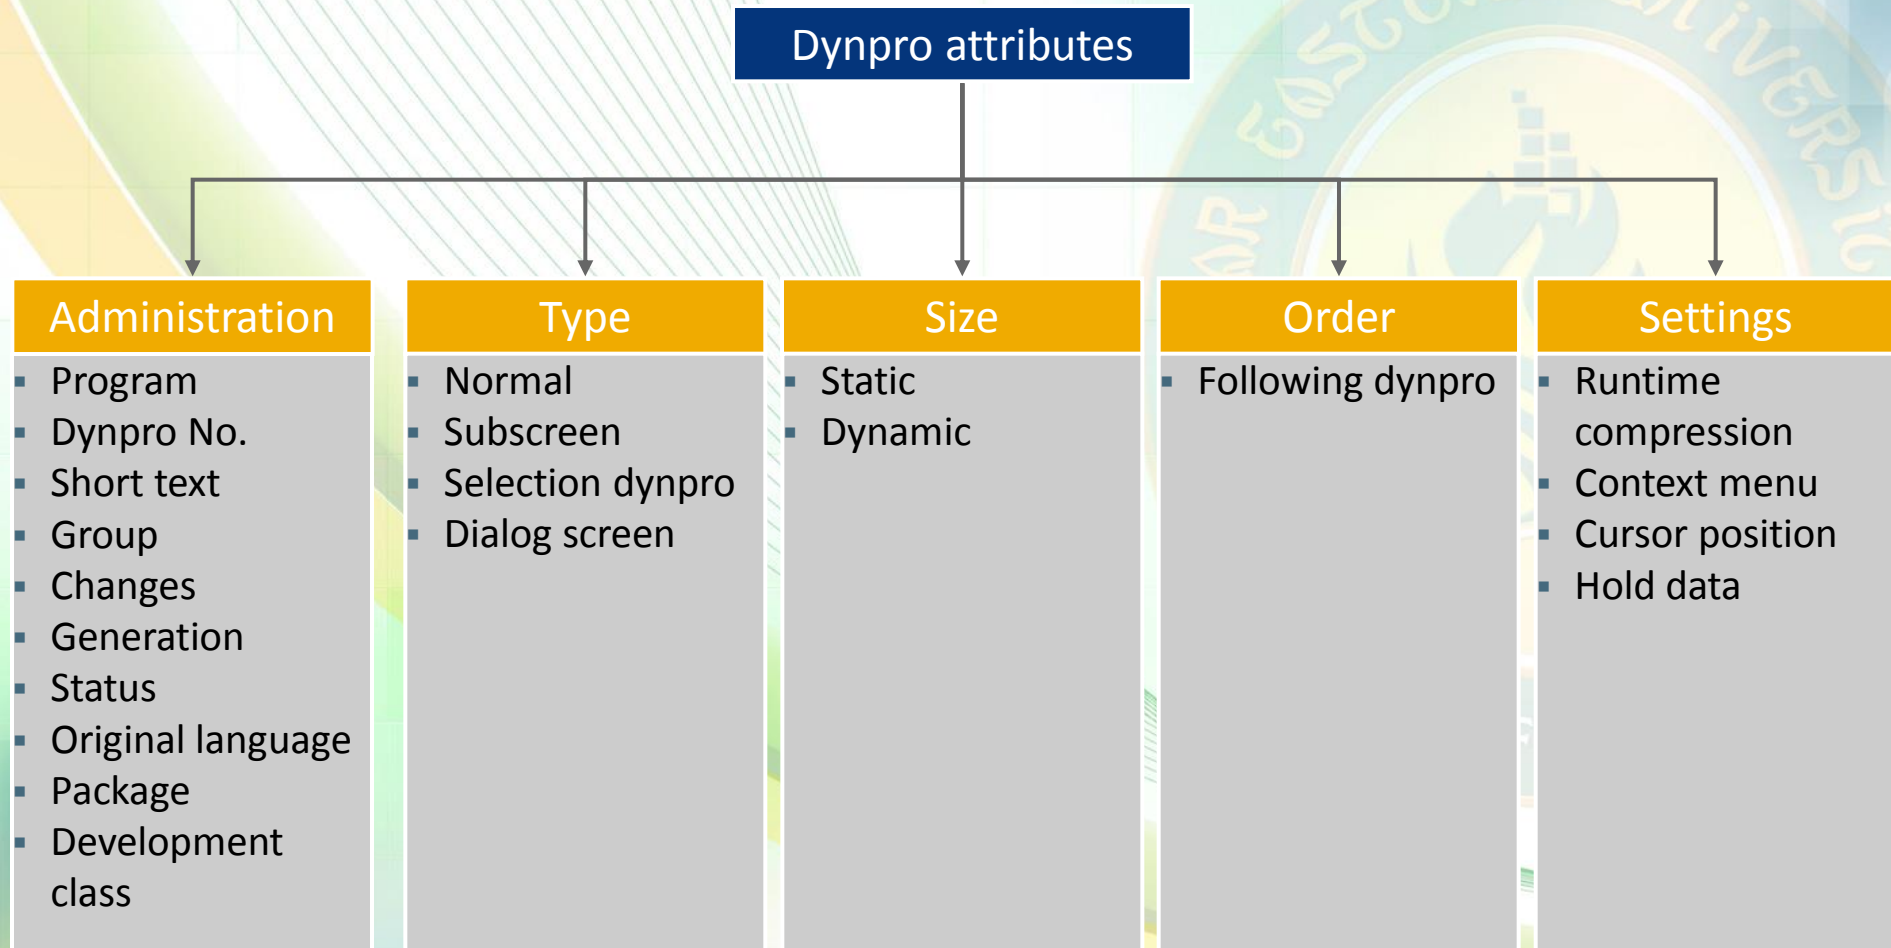 Dynpro attributes
Administration
Program
Dynpro No.
Short text
Group
Changes
Generation
Status
Original language
Package
Development
class
Type
Normal
Subscreen
Selection dynpro
Dialog screen
Size
Static
Dynamic
Order
Following dynpro
Settings
Runtime
compression
Context menu
Cursor position
Hold data